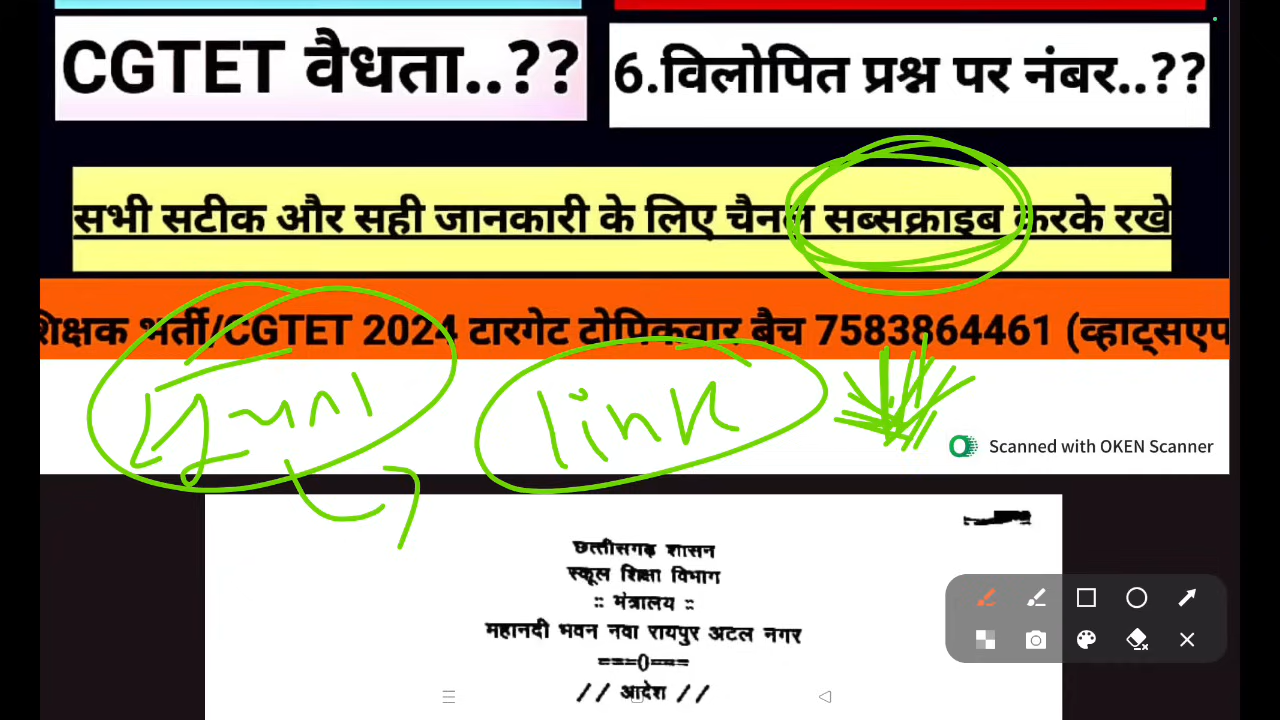 CGTET वैधता..??
6.विलोपित प्रश्न पर नंबर..??
सभी सटीक और सही जानकारी के लिए चैनल सब्सक्राइब करके रखे
शिक्षक भर्ती/CGTET 2024 टारगेट टोपिकवार बैच 7583864461 (व्हाट्सएप
link
Scanned with OKEN Scanner
छत्तीसगढ़ शासन
स्कूल शिक्षा विभाग
:: मंत्रालय ::
महानदी भवन नवा रायपुर अटल नगर
===0===
// आदेश //